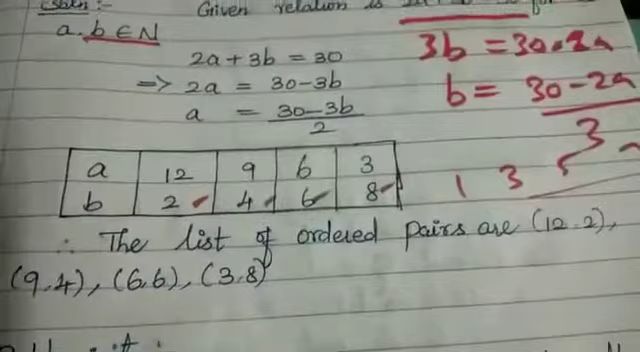 Soln:- Given relation is
a.b ∈ N
2a + 3b = 30
=> 2a = 30-3b
a = 30-3b
2
3b = 30-2a
b = 30-2a
3
a 12 9 6 3
b 2 4 6 8
1 3 5
∴ The list of ordered pairs are (12.2),
(9.4), (6.6), (3.8)